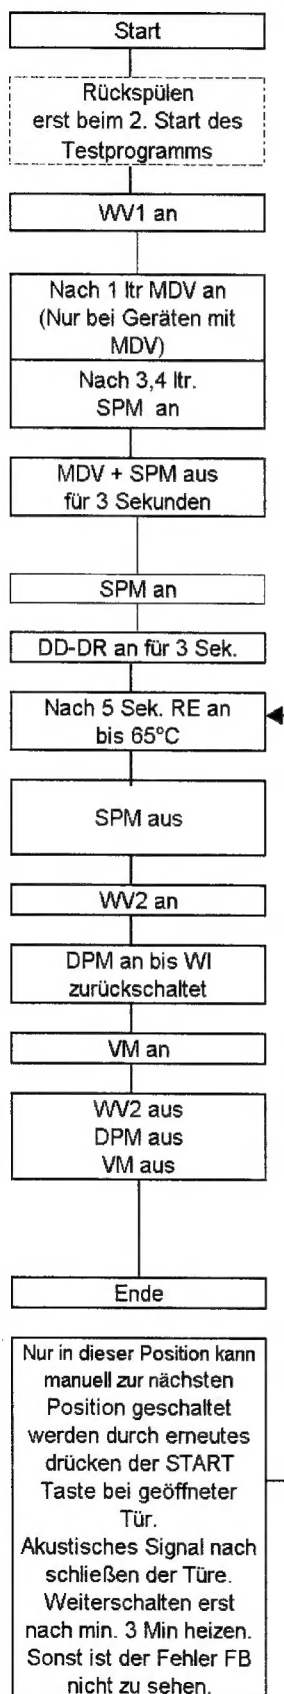 Start
Rückspülen
erst beim 2. Start des
Testprogramms
WV1 an
Nach 1 ltr MDV an
(Nur bei Geräten mit
MDV)
Nach 3,4 ltr.
SPM an
MDV + SPM aus
für 3 Sekunden
SPM an
DD-DR an für 3 Sek.
Nach 5 Sek. RE an
bis 65°C
SPM aus
WV2 an
DPM an bis WI
zurückschaltet
VM an
WV2 aus
DPM aus
VM aus
Ende
Nur in dieser Position kann
manuell zur nächsten
Position geschaltet
werden durch erneutes
drücken der START
Taste bei geöffneter
Tür.
Akustisches Signal nach
schließen der Türe.
Weiterschalten erst
nach min. 3 Min heizen.
Sonst ist der Fehler FB
nicht zu sehen.